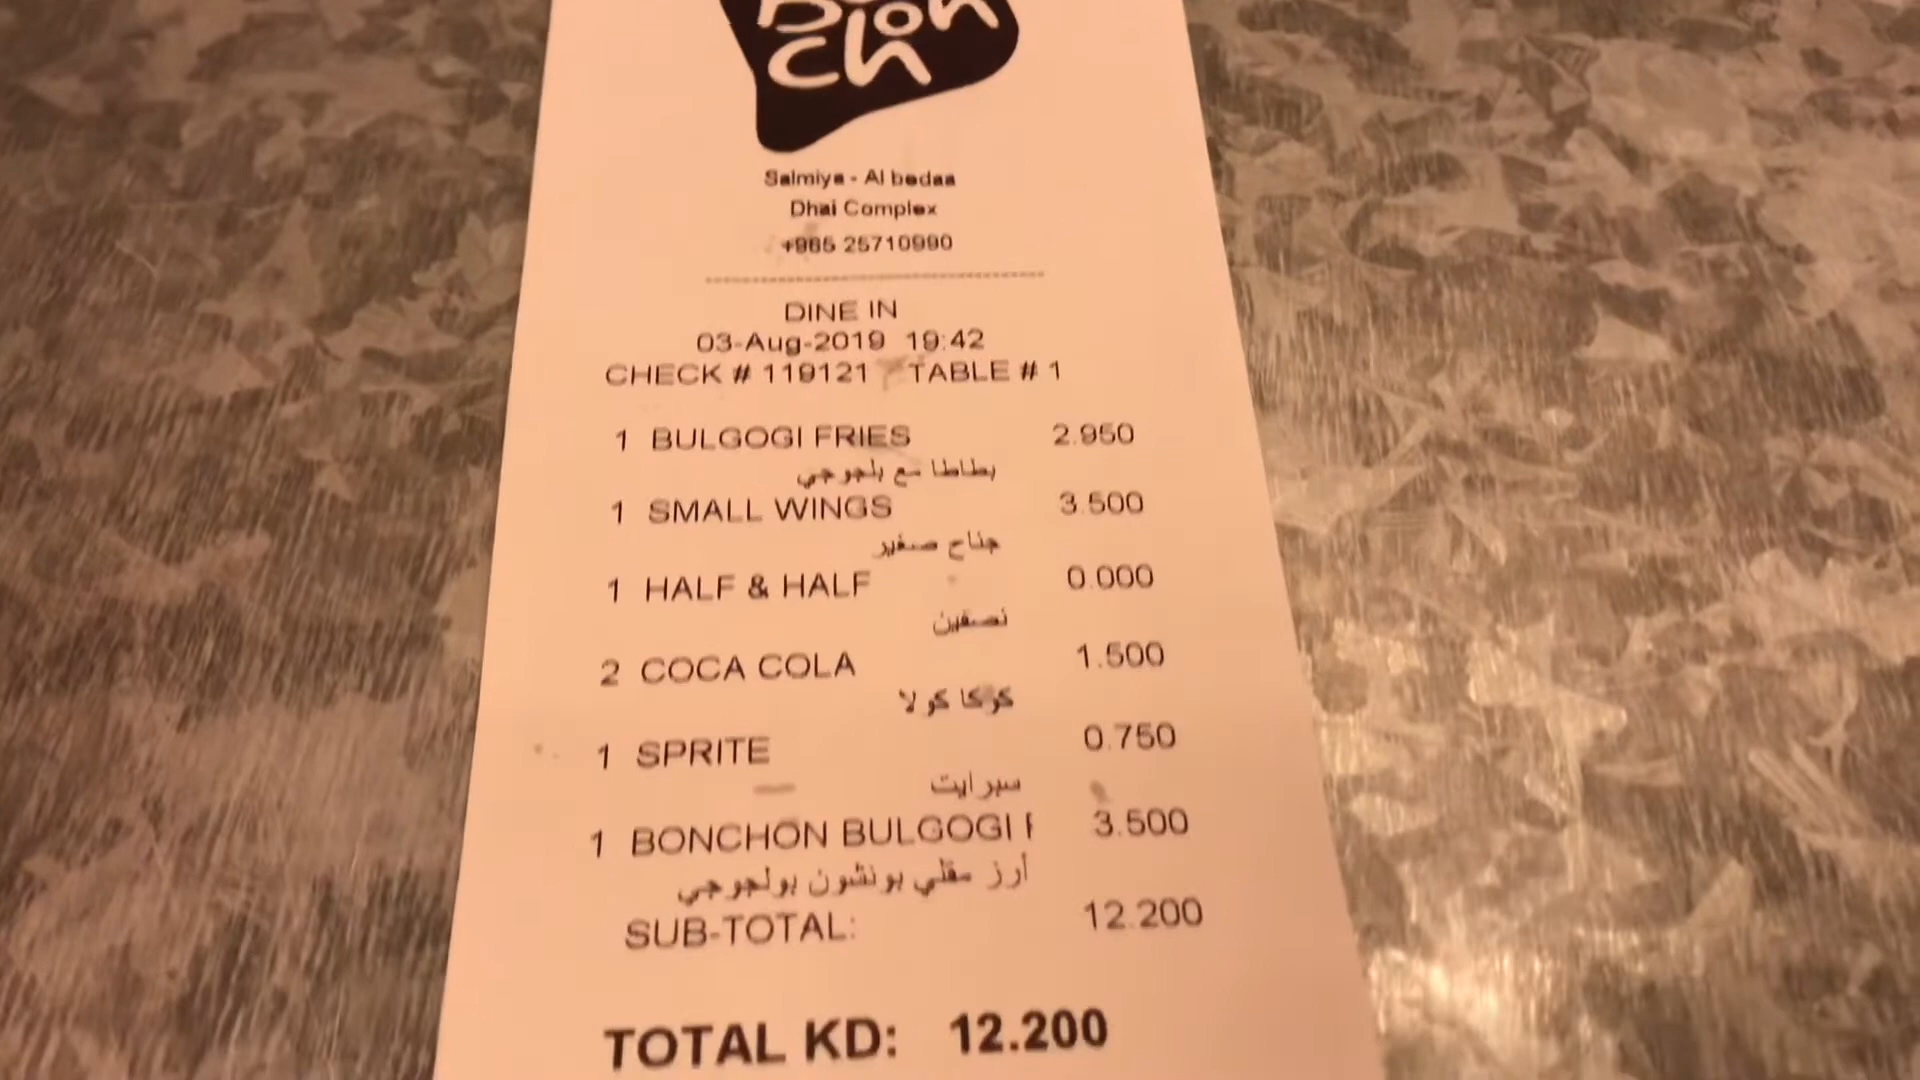 Bon
Ch
Salmiya - Al bedaa
Dhai Complex
+965 25710990
DINE IN
03-Aug-2019 19:42
CHECK # 119121 TABLE # 1
1 BULGOGI FRIES 2.950
بطاطا مع بلجوجي
1 SMALL WINGS 3.500
جناح صغير
1 HALF & HALF 0.000
نصفين
2 COCA COLA 1.500
كوكا كولا
1 SPRITE 0.750
سبرايت
1 BONCHON BULGOGI 3.500
أرز مقلي بونشون بولجوجي
SUB-TOTAL: 12.200
TOTAL KD: 12.200